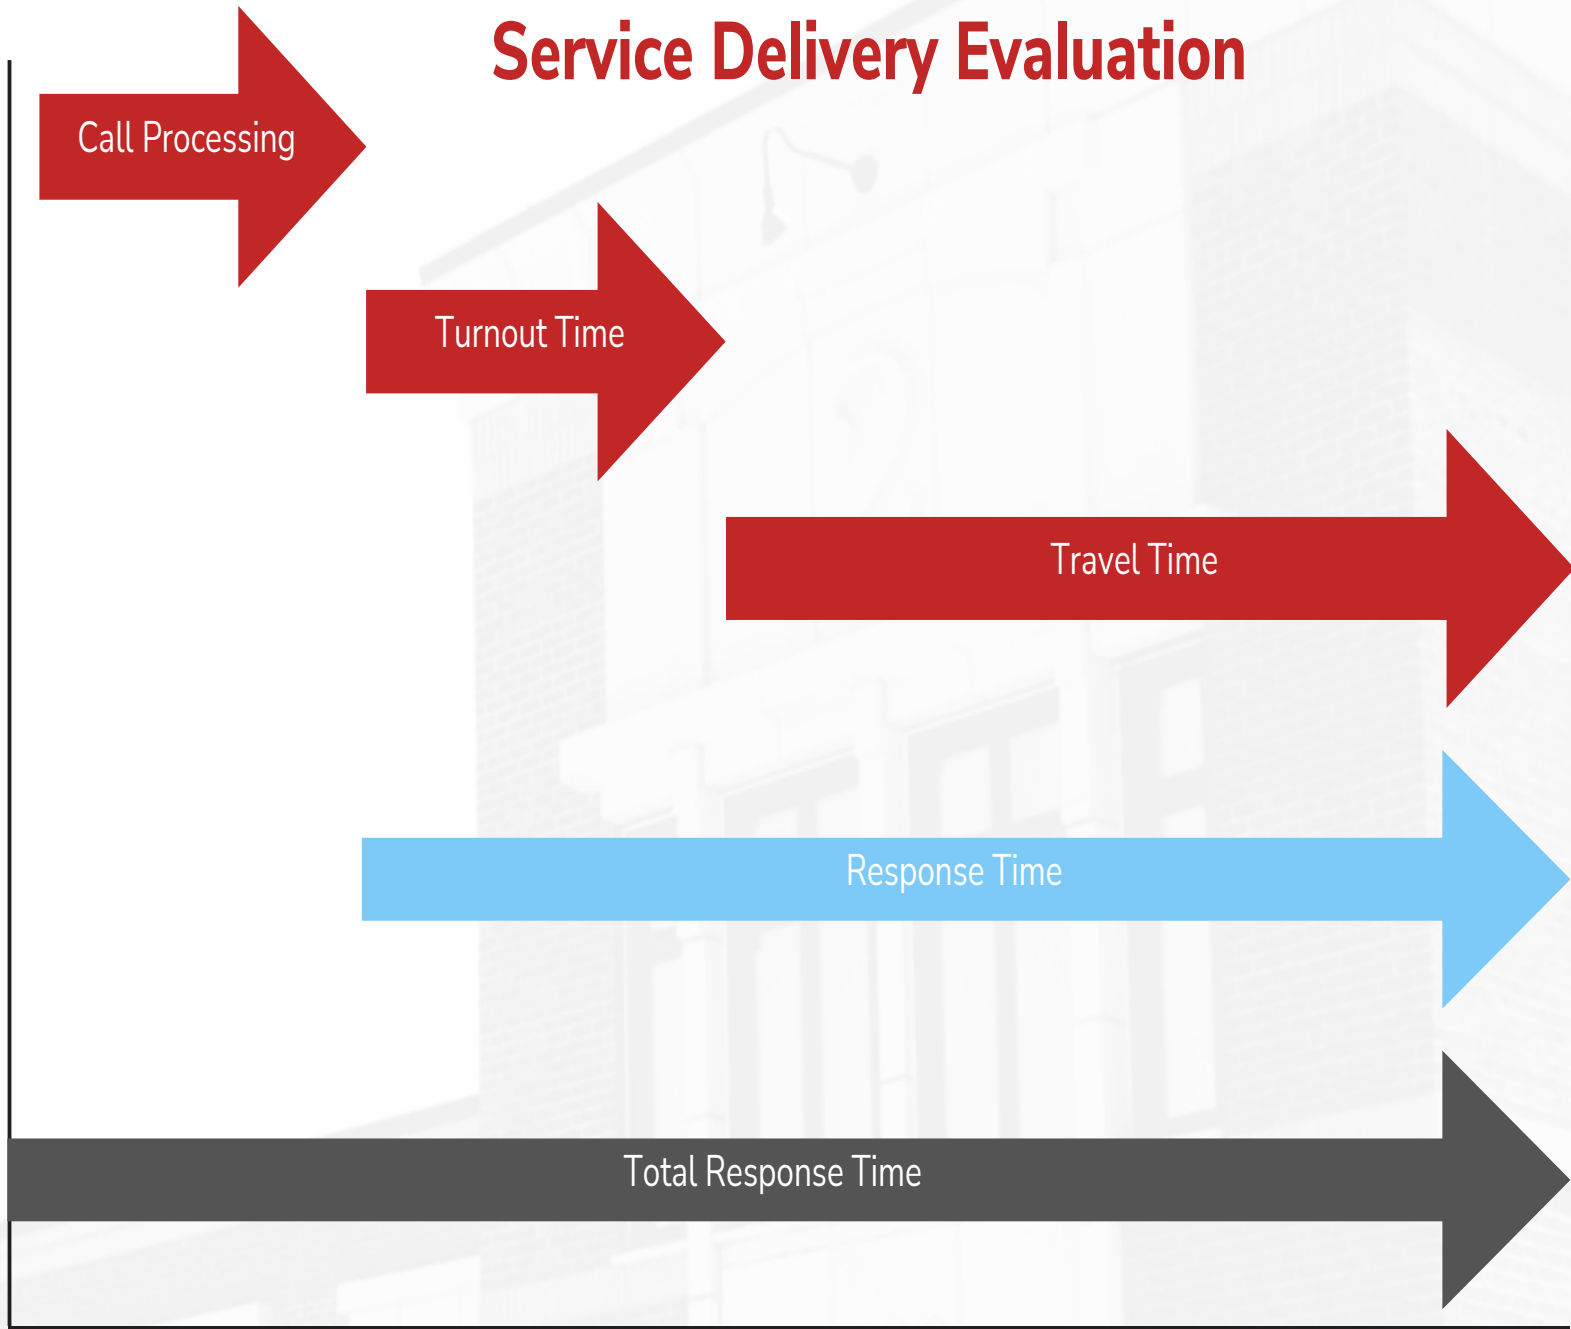 Service Delivery Evaluation
Call Processing
Turnout Time
Travel Time
Response Time
Total Response Time